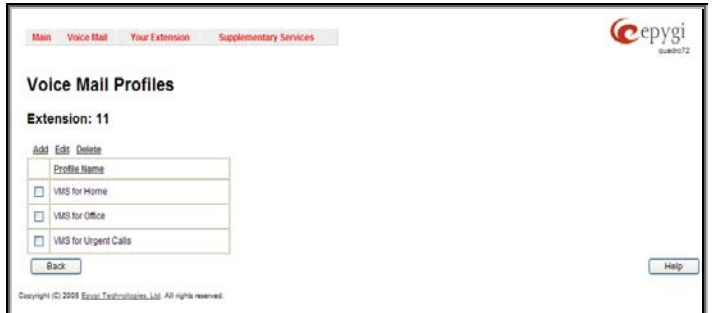 Main Voice Mail Your Extension Supplementary Services
epygi
quadro72
Voice Mail Profiles
Extension: 11
Add Edit Delete
Profile Name
VMS for Home
VMS for Office
VMS for Urgent Calls
Back
Help
Copyright (C) 2008 Epygi Technologies, Ltd. All rights reserved.